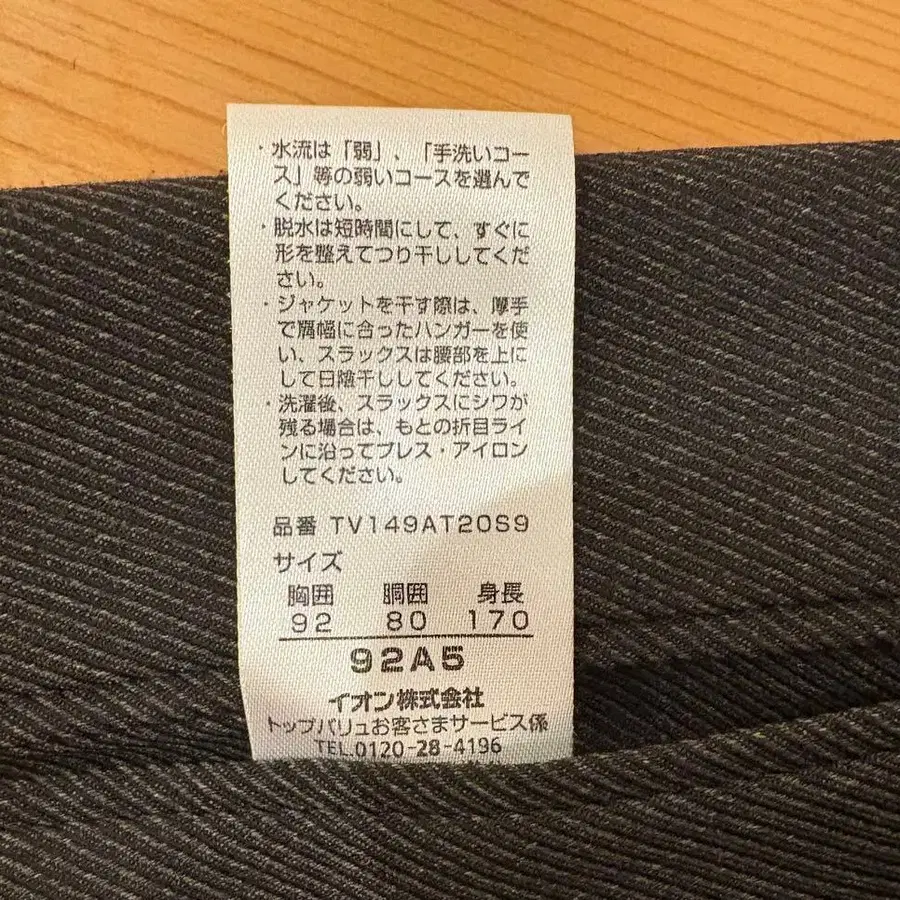 ・水流は「弱」、「手洗いコー
ス」等の弱いコースを選んで
ください。
・脱水は短時間にして、すぐに
形を整えてつり干ししてくだ
さい。
・ジャケットを干す際は、厚手
で肩幅に合ったハンガーを使
い、スラックスは腰部を上に
して日陰干ししてください。
・洗濯後、スラックスにシワが
残る場合は、もとの折目ライ
ンに沿ってプレス・アイロン
してください。
品番 TV149AT20S9
サイズ
胸囲 胴囲 身長
92 80 170
92A5
イオン株式会社
トップバリュお客さまサービス係
TEL.0120-28-4196